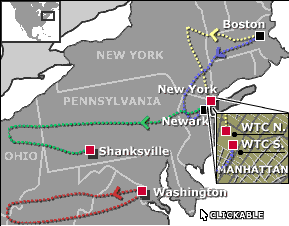 Boston
NEW YORK
New York
PENNSYLVANIA
Newark
WTC N.
WTC S.
OHIO
Shanksville
MANHATTAN
Washington
CLICKABLE